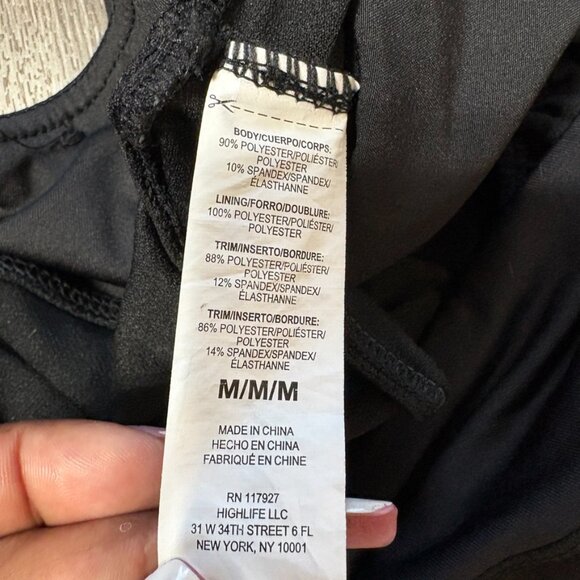 BODY/CUERPO/CORPS:
90% POLYESTER/POLIÉSTER/
POLYESTER
10% SPANDEX/SPANDEX/
ÉLASTHANNE
LINING/FORRO/DOUBLURE:
100% POLYESTER/POLIÉSTER/
POLYESTER
TRIM/INSERTO/BORDURE:
88% POLYESTER/POLIÉSTER/
POLYESTER
12% SPANDEX/SPANDEX/
ÉLASTHANNE
TRIM/INSERTO/BORDURE:
86% POLYESTER/POLIÉSTER/
POLYESTER
14% SPANDEX/SPANDEX/
ÉLASTHANNE
M/M/M
MADE IN CHINA
HECHO EN CHINA
FABRIQUÉ EN CHINE
RN 117927
HIGHLIFE LLC
31 W 34TH STREET 6 FL
NEW YORK, NY 10001